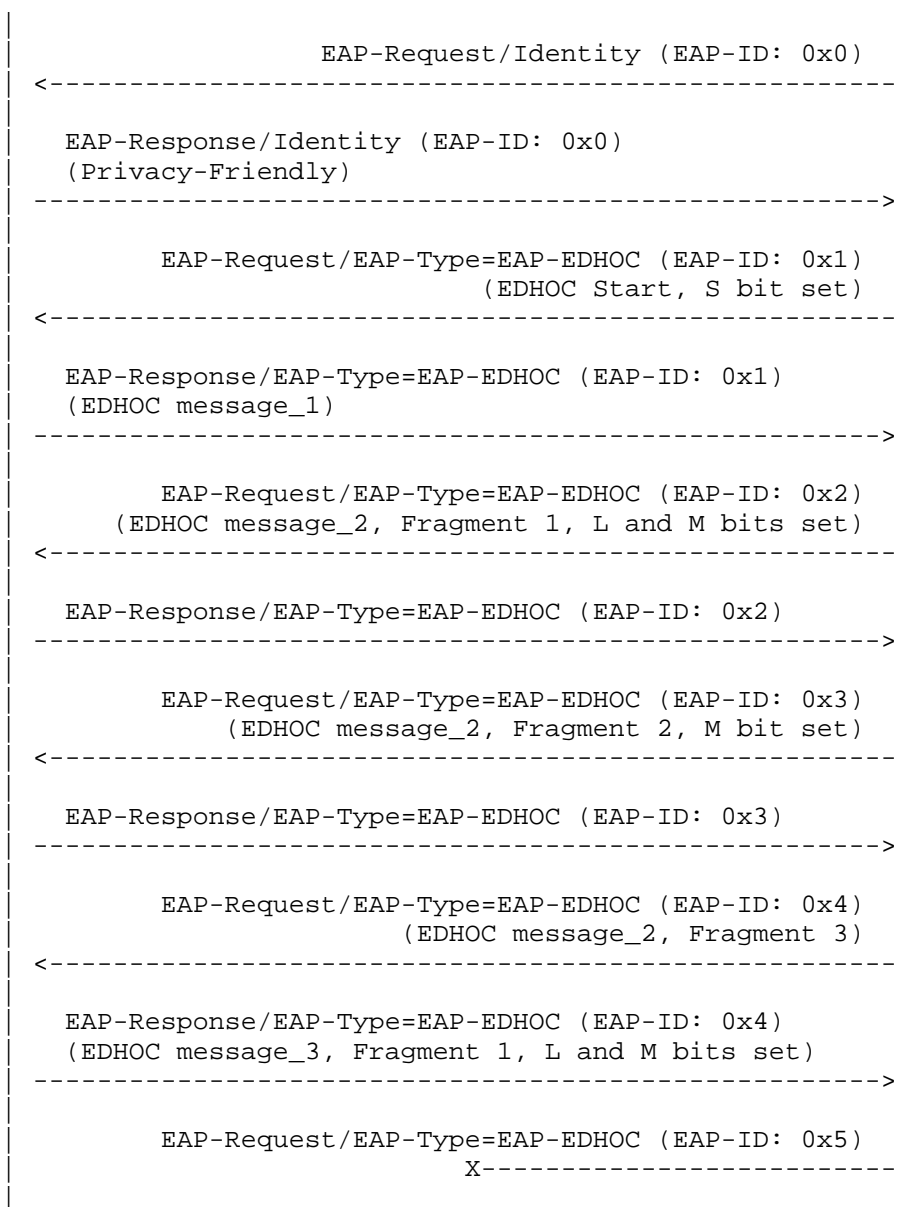 |
|                   EAP-Request/Identity (EAP-ID: 0x0)
| <------------------------------------------------------
|
|   EAP-Response/Identity (EAP-ID: 0x0)
|   (Privacy-Friendly)
| ------------------------------------------------------>
|
|         EAP-Request/EAP-Type=EAP-EDHOC (EAP-ID: 0x1)
|                             (EDHOC Start, S bit set)
| <------------------------------------------------------
|
|   EAP-Response/EAP-Type=EAP-EDHOC (EAP-ID: 0x1)
|   (EDHOC message_1)
| ------------------------------------------------------>
|
|         EAP-Request/EAP-Type=EAP-EDHOC (EAP-ID: 0x2)
|      (EDHOC message_2, Fragment 1, L and M bits set)
| <------------------------------------------------------
|
|   EAP-Response/EAP-Type=EAP-EDHOC (EAP-ID: 0x2)
| ------------------------------------------------------>
|
|         EAP-Request/EAP-Type=EAP-EDHOC (EAP-ID: 0x3)
|             (EDHOC message_2, Fragment 2, M bit set)
| <------------------------------------------------------
|
|   EAP-Response/EAP-Type=EAP-EDHOC (EAP-ID: 0x3)
| ------------------------------------------------------>
|
|         EAP-Request/EAP-Type=EAP-EDHOC (EAP-ID: 0x4)
|                        (EDHOC message_2, Fragment 3)
| <------------------------------------------------------
|
|   EAP-Response/EAP-Type=EAP-EDHOC (EAP-ID: 0x4)
|   (EDHOC message_3, Fragment 1, L and M bits set)
| ------------------------------------------------------>
|
|         EAP-Request/EAP-Type=EAP-EDHOC (EAP-ID: 0x5)
|                            X--------------------------
|